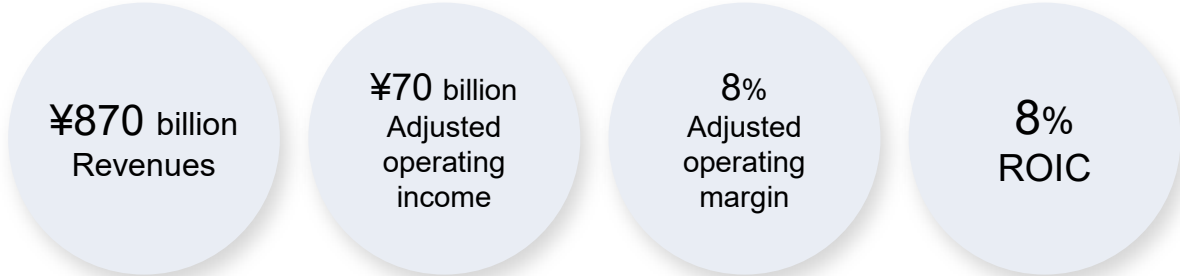 ¥870 billion
Revenues
¥70 billion
Adjusted
operating
income
8%
Adjusted
operating
margin
8%
ROIC